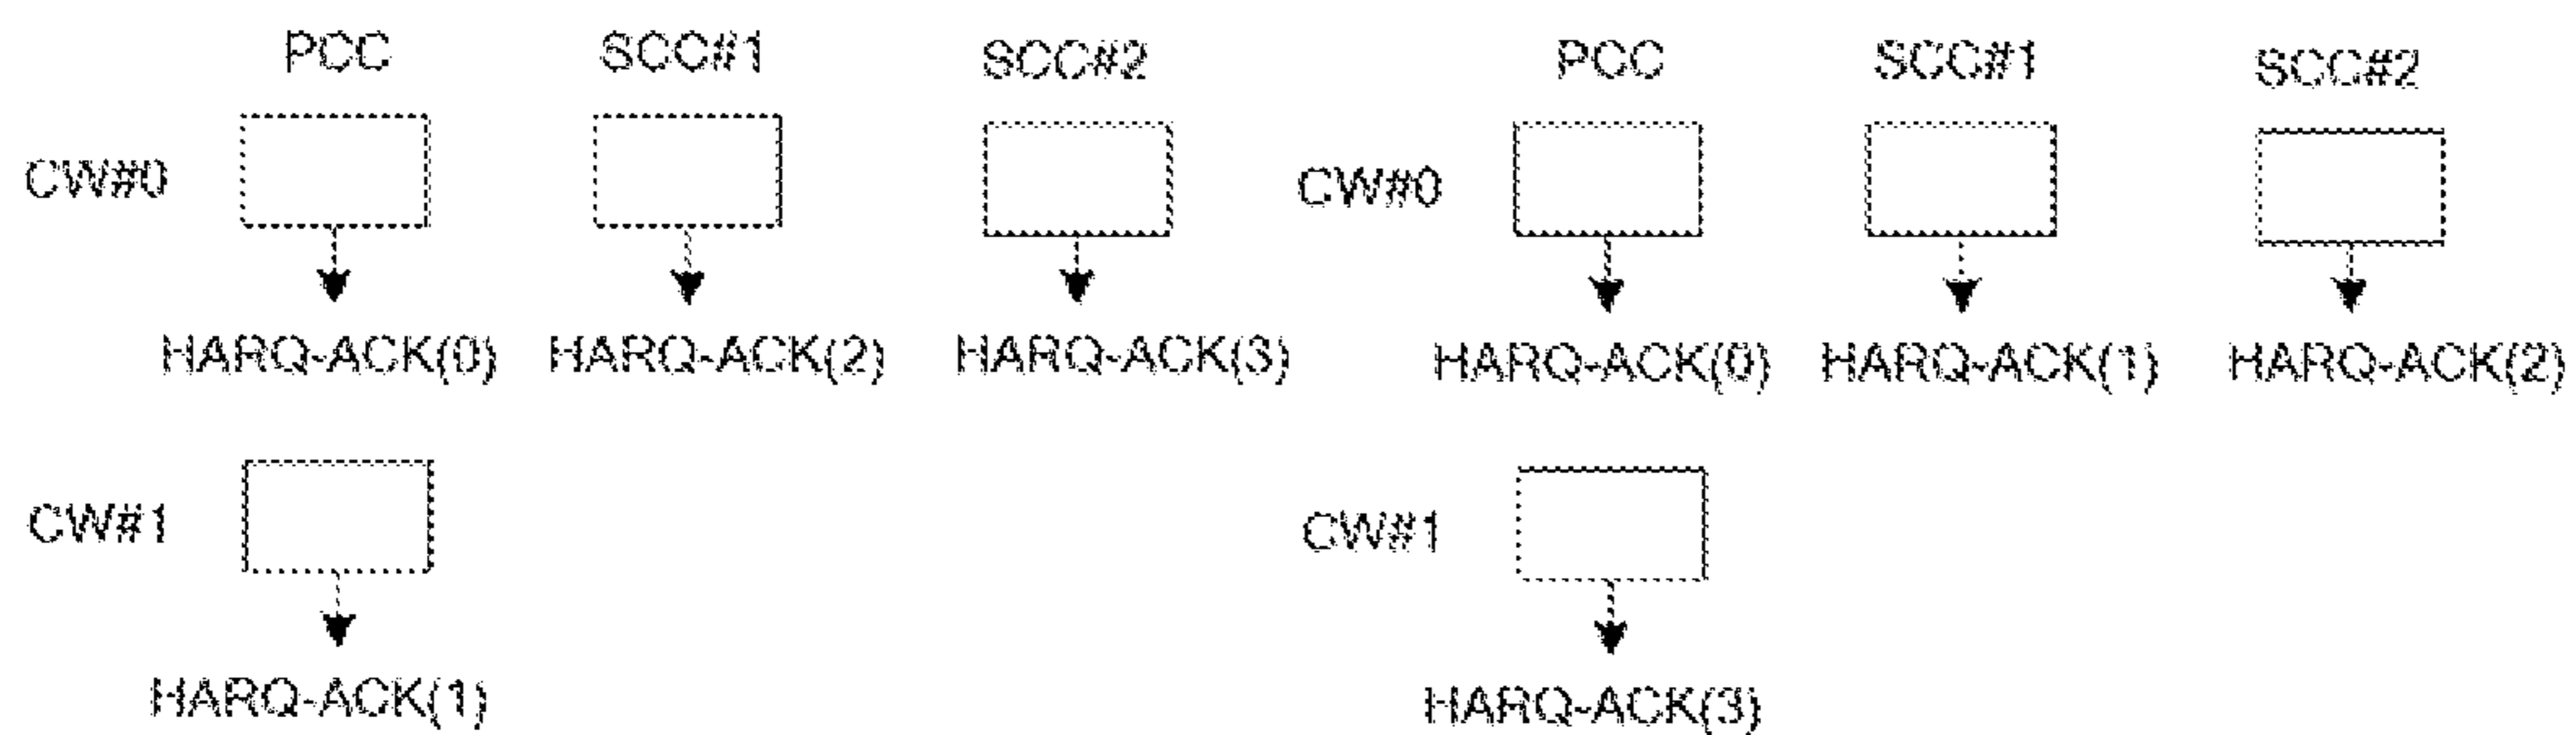 PCC SCC#1 SCC#2 PCC SCC#1 SCC#2
CW#0 CW#0
HARQ-ACK(0) HARQ-ACK(2) HARQ-ACK(3) HARQ-ACK(0) HARQ-ACK(1) HARQ-ACK(2)
CW#1 CW#1
HARQ-ACK(1) HARQ-ACK(3)